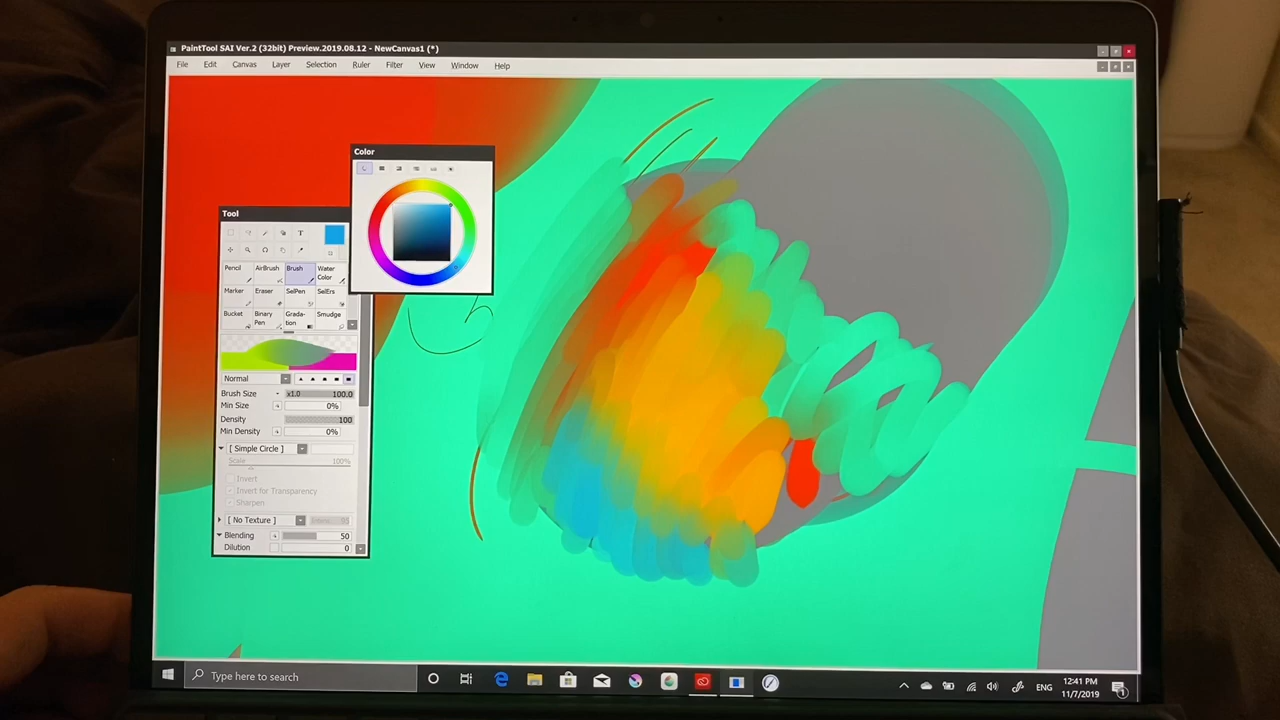 PaintTool SAI Ver.2 (32bit) Preview.2019.08.12 - NewCanvas1 (*)
File Edit Canvas Layer Selection Ruler Filter View Window Help
Color
Tool
T
Pencil AirBrush Brush Water Color
Marker Eraser SelPen SelErs
Bucket Binary Pen Grada-tion Smudge
Normal
Brush Size x1.0 100.0
Min Size 0%
Density 100
Min Density 0%
[ Simple Circle ]
Scale 100%
Invert
Invert for Transparency
Sharpen
[ No Texture ]
Blending 50
Dilution 0
Type here to search
ENG
12:41 PM
11/7/2019
1